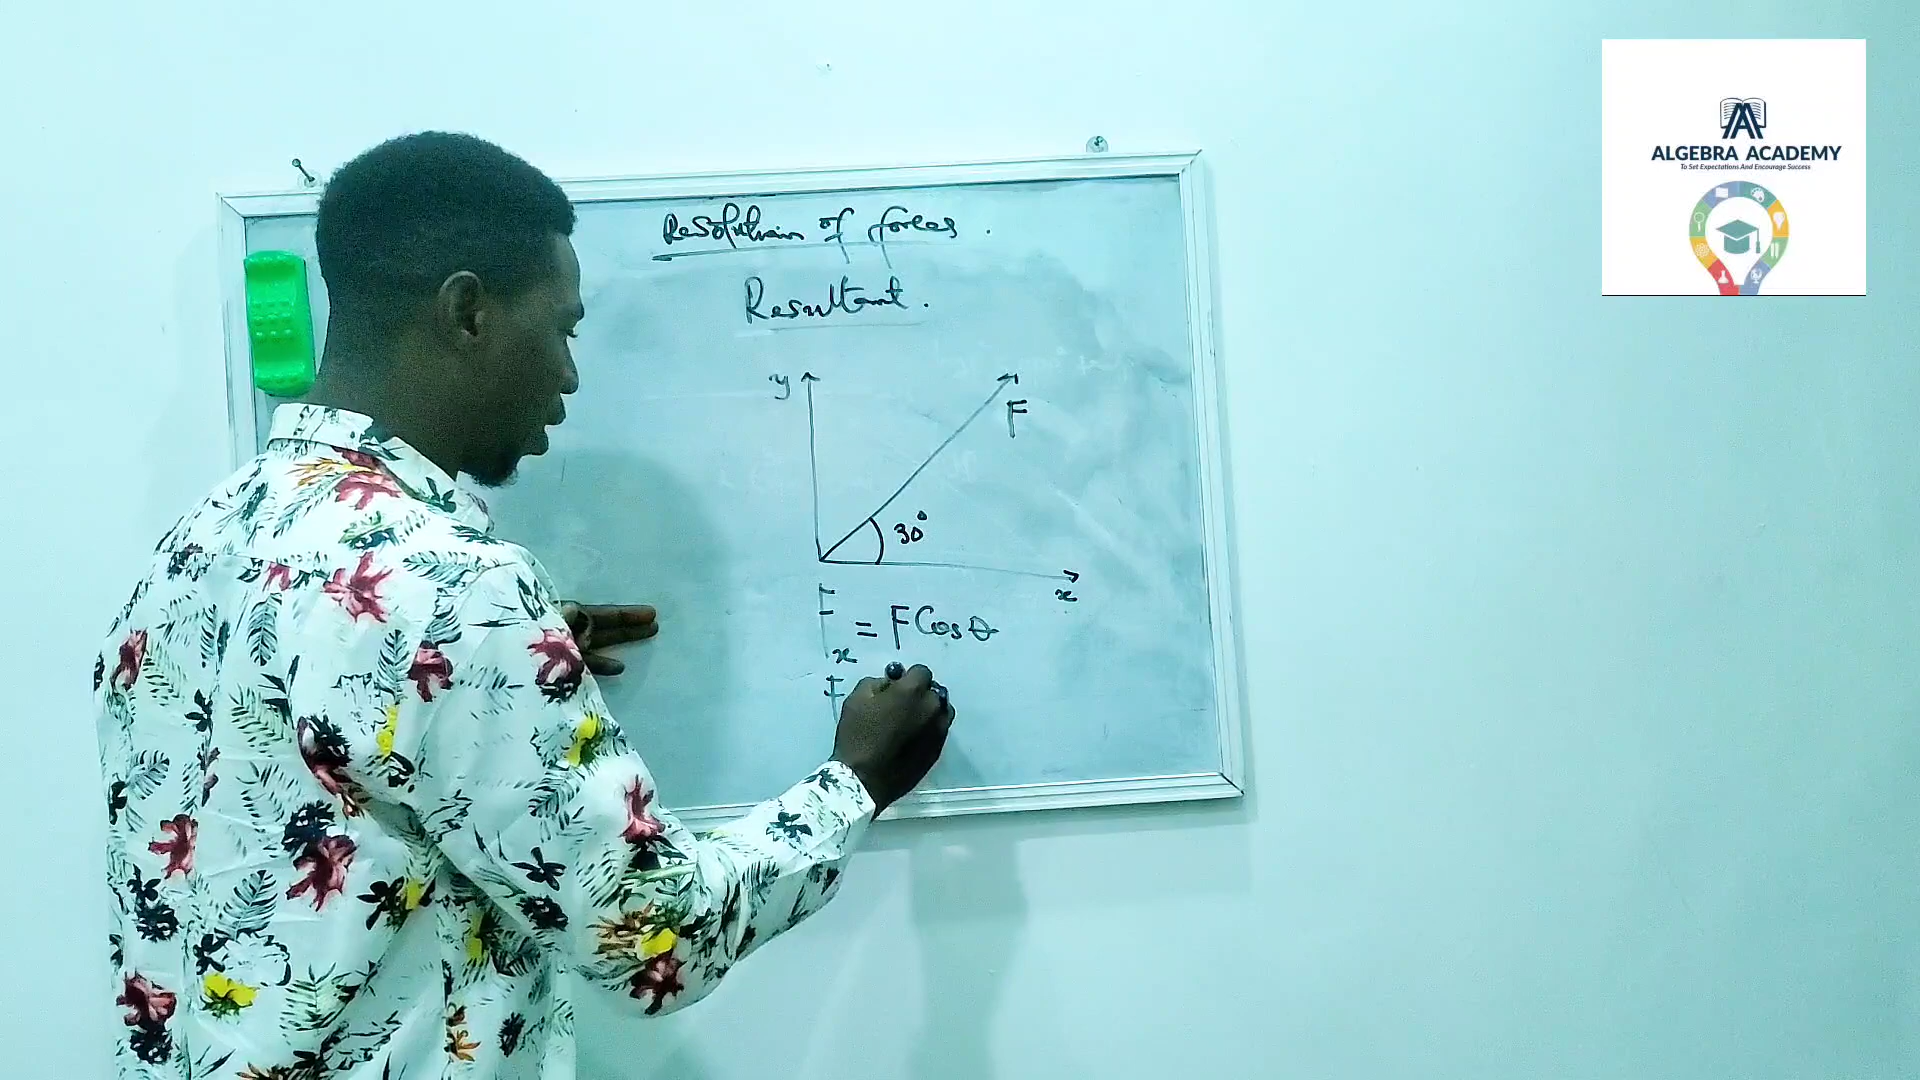 Resolution of forces.
Resultant.
y
F
30°
x
F
x
= F Cos θ
F
ALGEBRA ACADEMY
To Set Expectations And Encourage Success